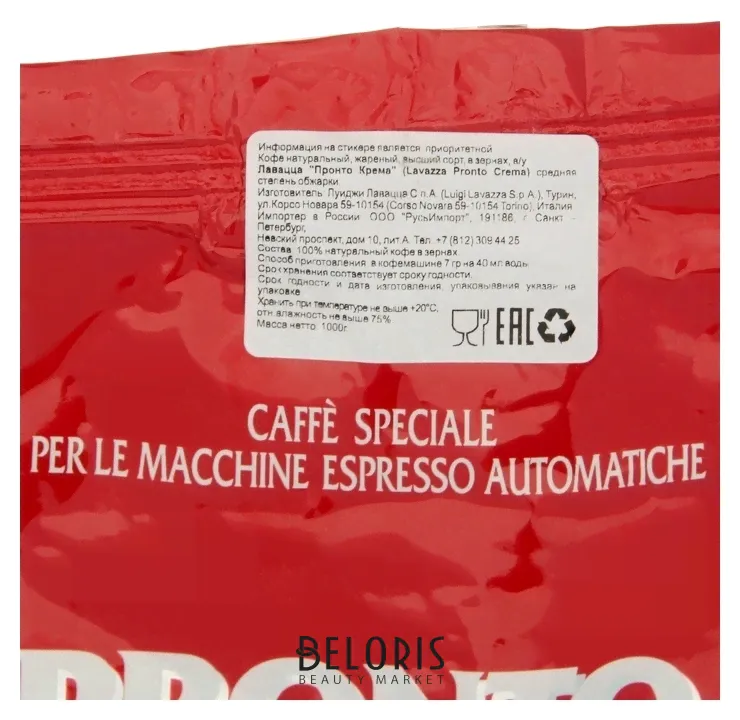 Информация на стикере является приоритетной
Кофе натуральный, жареный, высший сорт, в зернах, в/у
Лавацца "Пронто Крема" (Lavazza Pronto Crema) средняя
степень обжарки.
Изготовитель: Луиджи Лавацца С.п.А. (Luigi Lavazza S.p.A.), Турин,
ул.Корсо Новара 59-10154 (Corso Novara 59-10154 Torino), Италия
Импортер в России: ООО "РусьИмпорт", 191186, г. Санкт -
Петербург,
Невский проспект, дом 10, лит А. Тел. +7 (812) 309 44 25
Состав: 100% натуральный кофе в зернах.
Способ приготовления: в кофемашине 7 гр на 40 мл воды.
Срок хранения соответствует сроку годности.
Срок годности и дата изготовления, упаковывания указан на
упаковке
Хранить при температуре не выше +20°С,
отн.влажность не выше 75%
Масса нетто: 1000г
EAC
CAFFÈ SPECIALE
PER LE MACCHINE ESPRESSO AUTOMATICHE
PRONTO
BELORIS
BEAUTY MARKET